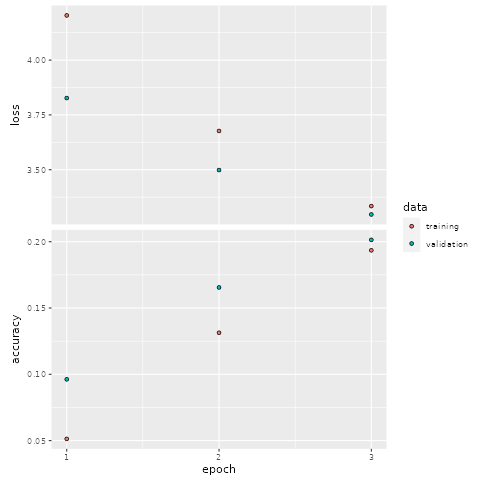 4.00
3.75
3.50
loss
0.20
0.15
0.10
0.05
accuracy
1 2 3
epoch
data
training
validation